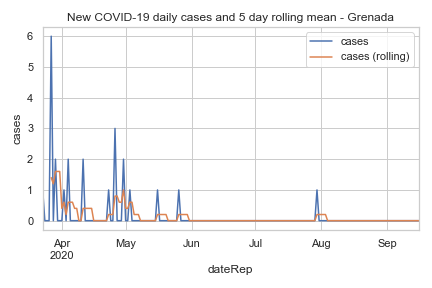 New COVID-19 daily cases and 5 day rolling mean - Grenada
cases
cases (rolling)
6
5
4
3
2
1
0
cases
Apr
2020
May
Jun
Jul
Aug
Sep
dateRep